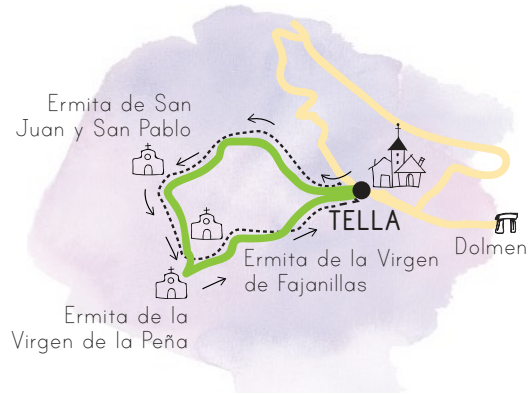 Ermita de San
Juan y San Pablo
TELLA
Dolmen
Ermita de la Virgen
de Fajanillas
Ermita de la
Virgen de la Peña